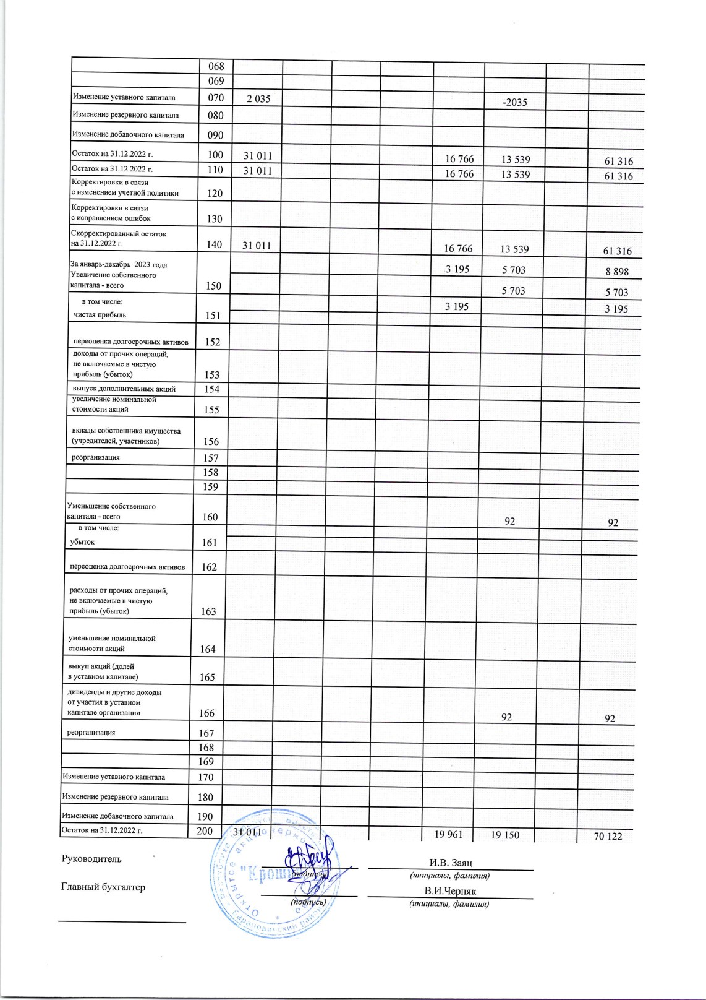 068
069
Изменение уставного капитала 070 2 035 -2035
Изменение резервного капитала 080
Изменение добавочного капитала 090
Остаток на 31.12.2022 г. 100 31 011 16 766 13 539 61 316
Остаток на 31.12.2022 г. 110 31 011 16 766 13 539 61 316
Корректировки в связи
с изменением учетной политики 120
Корректировки в связи
с исправлением ошибок 130
Скорректированный остаток
на 31.12.2022 г. 140 31 011 16 766 13 539 61 316
За январь-декабрь 2023 года 3 195 5 703 8 898
Увеличение собственного
капитала - всего 150 5 703 5 703
в том числе: 3 195 3 195
чистая прибыль 151
переоценка долгосрочных активов 152
доходы от прочих операций,
не включаемые в чистую
прибыль (убыток) 153
выпуск дополнительных акций 154
увеличение номинальной
стоимости акций 155
вклады собственника имущества
(учредителей, участников) 156
реорганизация 157
158
159
Уменьшение собственного
капитала - всего 160 92 92
в том числе:
убыток 161
переоценка долгосрочных активов 162
расходы от прочих операций,
не включаемые в чистую
прибыль (убыток) 163
уменьшение номинальной
стоимости акций 164
выкуп акций (долей
в уставном капитале) 165
дивиденды и другие доходы
от участия в уставном
капитале организации 166 92 92
реорганизация 167
168
169
Изменение уставного капитала 170
Изменение резервного капитала 180
Изменение добавочного капитала 190
Остаток на 31.12.2022 г. 200 31 011 19 961 19 150 70 122
Руководитель И.В. Заяц
(подпись) (инициалы, фамилия)
Главный бухгалтер В.И.Черняк
(подпись) (инициалы, фамилия)
Открытое акционерное
Барановичский район